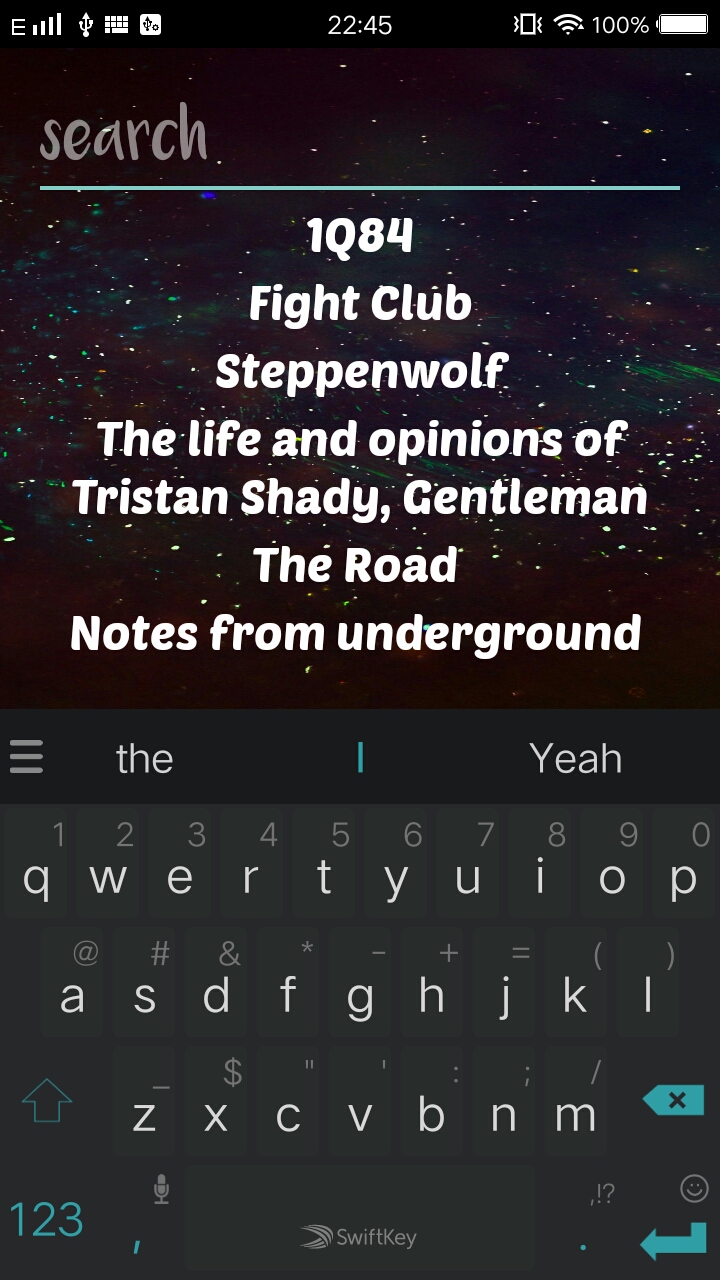 E 22:45 100%
search
1Q84
Fight Club
Steppenwolf
The life and opinions of
Tristan Shady, Gentleman
The Road
Notes from underground
the I Yeah
1 2 3 4 5 6 7 8 9 0
q w e r t y u i o p
@ # & * - + = ( )
a s d f g h j k l
_ $ " ' : ; /
z x c v b n m
,!?
123 , SwiftKey .